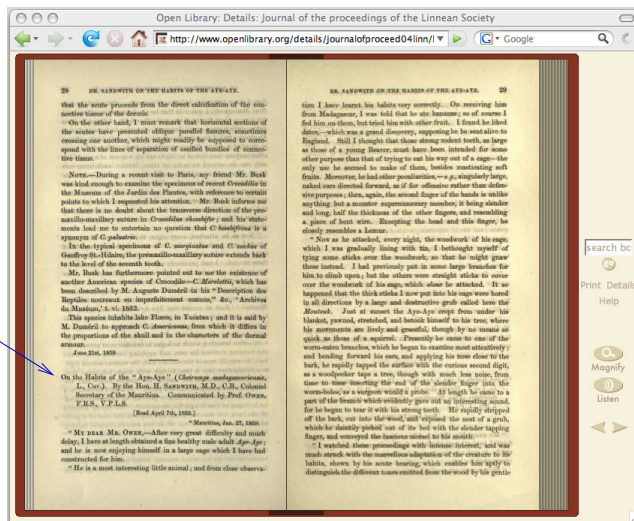 Open Library: Details: Journal of the proceedings of the Linnean Society
http://www.openlibrary.org/details/journalofproceed04linn/l
G Google
28 DR. SANDWITH ON THE HABITS OF THE AYE-AYE.
that the scute proceeds from the direct calcification of the con-
nective tissue of the dermis.
On the other hand, I must remark that horizontal sections of
the scutes have presented oblique parallel fissures, sometimes
crossing one another, which might readily be supposed to corre-
spond with the lines of separation of ossified bundles of connec-
tive tissue.
NOTE.—During a recent visit to Paris, my friend Mr. Busk
was kind enough to examine the specimens of recent Crocodilia in
the Museum of the Jardin des Plantes, with reference to certain
points to which I requested his attention. Mr. Busk informs me
that there is no doubt about the transverse direction of the præ-
maxillo-maxillary suture in Crocodilus rhombifer; and his state-
ments lead me to entertain no question that C. biscutatus is a
synonym of C. palustris.
In the typical specimens of C. marginatus and C. suchus of
Geoffroy St.-Hilaire, the præmaxillo-maxillary suture extends back
to the level of the seventh tooth.
Mr. Busk has furthermore pointed out to me the existence of
another American species of Crocodile—C. Moreletii, which has
been described by M. Auguste Duméril in his "Description des
Reptiles nouveaux ou imparfaitement connus," &c., 'Archives
du Muséum,' t. vi. 1852.
This species inhabits lake Flores, in Yucatan; and it is said by
M. Duméril to approach C. Americanus, from which it differs in
the proportions of the skull and in the characters of the dermal
armour.
June 21st, 1859.
On the Habits of the "Aye-Aye" (Cheiromys madagascariensis,
L., Cuv.). By the Hon. H. SANDWITH, M.D., C.B., Colonial
Secretary of the Mauritius. Communicated by Prof. OWEN,
F.R.S., V.P.L.S.
[Read April 7th, 1859.]
"Mauritius, Jan. 27, 1859.
"MY DEAR MR. OWEN,—After very great difficulty and much
delay, I have at length obtained a fine healthy male adult Aye-Aye;
and he is now enjoying himself in a large cage which I have had
constructed for him.
"He is a most interesting little animal; and from close observa-
DR. SANDWITH ON THE HABITS OF THE AYE-AYE. 29
tion I have learnt his habits very correctly. On receiving him
from Madagascar, I was told that he ate bananas; so of course I
fed him on them, but tried him with other fruit. I found he liked
dates,—which was a grand discovery, supposing he be sent alive to
England. Still I thought that those strong rodent teeth, as large
as those of a young Beaver, must have been intended for some
other purpose than that of trying to eat his way out of a cage—the
only use he seemed to make of them, besides masticating soft
fruits. Moreover, he had other peculiarities,—e.g., singularly large,
naked ears directed forward, as if for offensive rather than defen-
sive purposes; then, again, the second finger of the hands is unlike
anything but a monster supernumerary member, it being slender
and long, half the thickness of the other fingers, and resembling
a piece of bent wire. Excepting the head and this finger, he
closely resembles a Lemur.
"Now as he attacked, every night, the woodwork of his cage,
which I was gradually lining with tin, I bethought myself of
tying some sticks over the woodwork, so that he might gnaw
these instead. I had previously put in some large branches for
him to climb upon; but the others were straight sticks to cover
over the woodwork of his cage, which alone he attacked. It so
happened that the thick sticks I now put into his cage were bored
in all directions by a large and destructive grub called here the
Moutouk. Just at sunset the Aye-Aye crept from under his
blanket, yawned, stretched, and betook himself to his tree, where
his movements are lively and graceful, though by no means so
quick as those of a squirrel. Presently he came to one of the
worm-eaten branches, which he began to examine most attentively;
and bending forward his ears, and applying his nose close to the
bark, he rapidly tapped the surface with the curious second digit,
as a woodpecker taps a tree, though with much less noise, from
time to time inserting the end of the slender finger into the
worm-holes, as a surgeon would a probe. At length he came to a
part of the branch which evidently gave out an interesting sound,
for he began to tear it with his strong teeth. He rapidly stripped
off the bark, cut into the wood, and exposed the nest of a grub,
which he daintily picked out of its bed with the slender tapping
finger, and conveyed the luscious morsel to his mouth.
"I watched these proceedings with intense interest, and was
much struck with the marvellous adaptation of the creature to its
habits, shown by his acute hearing, which enables him aptly to
distinguish the different tones emitted from the wood by his gentle
search bo
Print Details
Help
Magnify
Listen